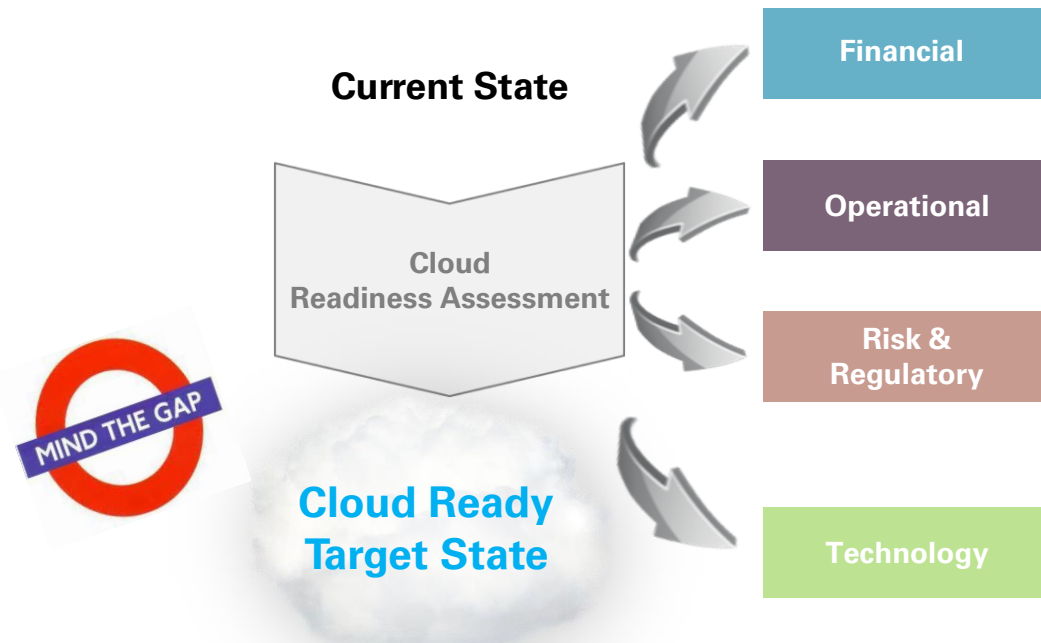 Current State
Cloud
Readiness Assessment
MIND THE GAP
Cloud Ready
Target State
Financial
Operational
Risk &
Regulatory
Technology